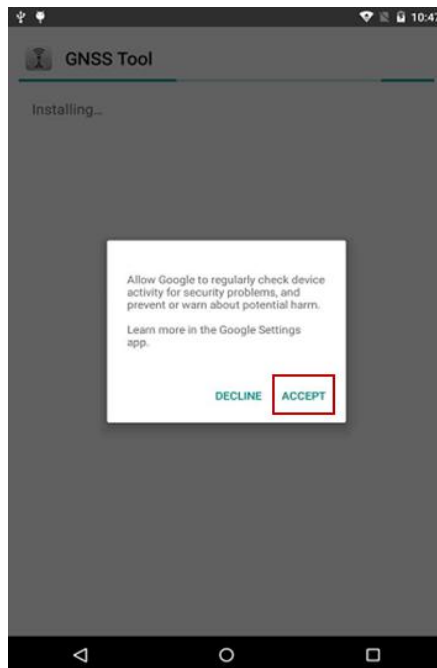 10:47
GNSS Tool
Installing...
Allow Google to regularly check device
activity for security problems, and
prevent or warn about potential harm.
Learn more in the Google Settings
app.
DECLINE ACCEPT